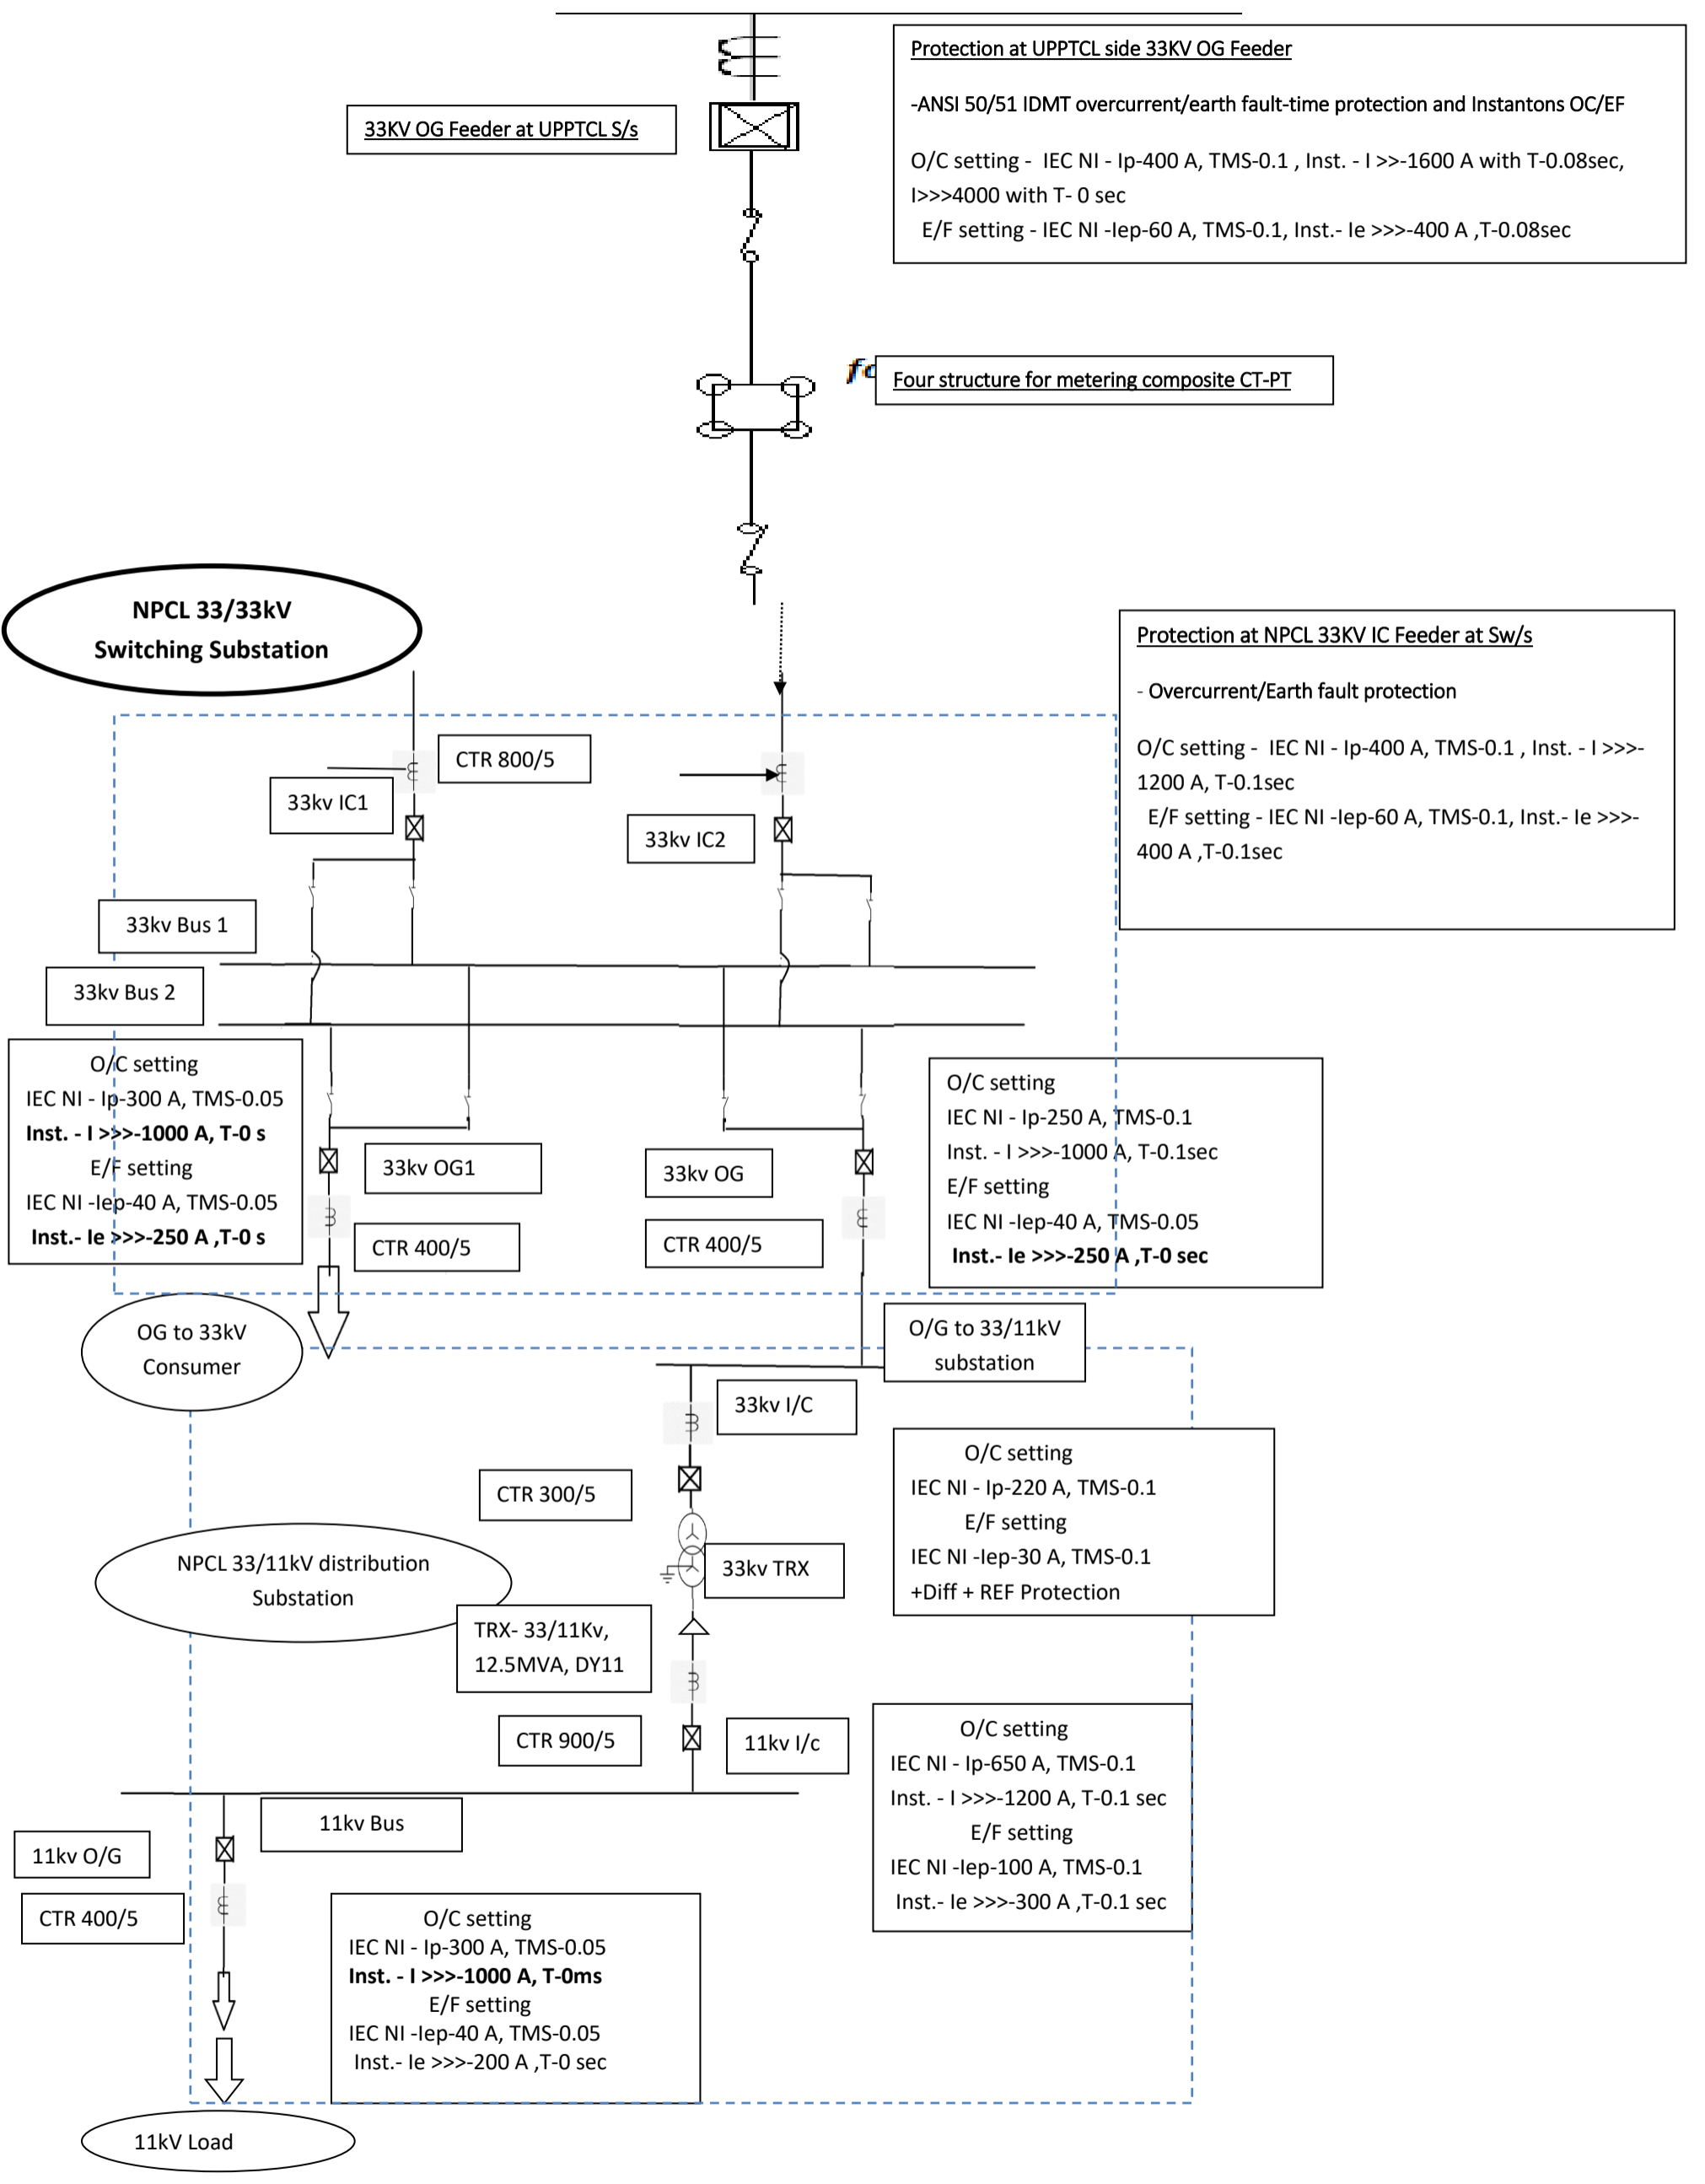 Protection at UPPTCL side 33KV OG Feeder
-ANSI 50/51 IDMT overcurrent/earth fault-time protection and Instantons OC/EF
O/C setting - IEC NI - Ip-400 A, TMS-0.1 , Inst. - I >>-1600 A with T-0.08sec,
I>>>4000 with T- 0 sec
E/F setting - IEC NI -Iep-60 A, TMS-0.1, Inst.- Ie >>>-400 A ,T-0.08sec
33KV OG Feeder at UPPTCL S/s
Four structure for metering composite CT-PT
NPCL 33/33kV
Switching Substation
Protection at NPCL 33KV IC Feeder at Sw/s
- Overcurrent/Earth fault protection
O/C setting - IEC NI - Ip-400 A, TMS-0.1 , Inst. - I >>>-
1200 A, T-0.1sec
E/F setting - IEC NI -Iep-60 A, TMS-0.1, Inst.- Ie >>>-
400 A ,T-0.1sec
CTR 800/5
33kv IC1
33kv IC2
33kv Bus 1
33kv Bus 2
O/C setting
IEC NI - Ip-300 A, TMS-0.05
Inst. - I >>>-1000 A, T-0 s
E/F setting
IEC NI -Iep-40 A, TMS-0.05
Inst.- Ie >>>-250 A ,T-0 s
33kv OG1
CTR 400/5
33kv OG
CTR 400/5
O/C setting
IEC NI - Ip-250 A, TMS-0.1
Inst. - I >>>-1000 A, T-0.1sec
E/F setting
IEC NI -Iep-40 A, TMS-0.05
Inst.- Ie >>>-250 A ,T-0 sec
OG to 33kV
Consumer
O/G to 33/11kV
substation
33kv I/C
CTR 300/5
O/C setting
IEC NI - Ip-220 A, TMS-0.1
E/F setting
IEC NI -Iep-30 A, TMS-0.1
+Diff + REF Protection
NPCL 33/11kV distribution
Substation
33kv TRX
TRX- 33/11Kv,
12.5MVA, DY11
CTR 900/5
11kv I/c
O/C setting
IEC NI - Ip-650 A, TMS-0.1
Inst. - I >>>-1200 A, T-0.1 sec
E/F setting
IEC NI -Iep-100 A, TMS-0.1
Inst.- Ie >>>-300 A ,T-0.1 sec
11kv Bus
11kv O/G
CTR 400/5
O/C setting
IEC NI - Ip-300 A, TMS-0.05
Inst. - I >>>-1000 A, T-0ms
E/F setting
IEC NI -Iep-40 A, TMS-0.05
Inst.- Ie >>>-200 A ,T-0 sec
11kV Load